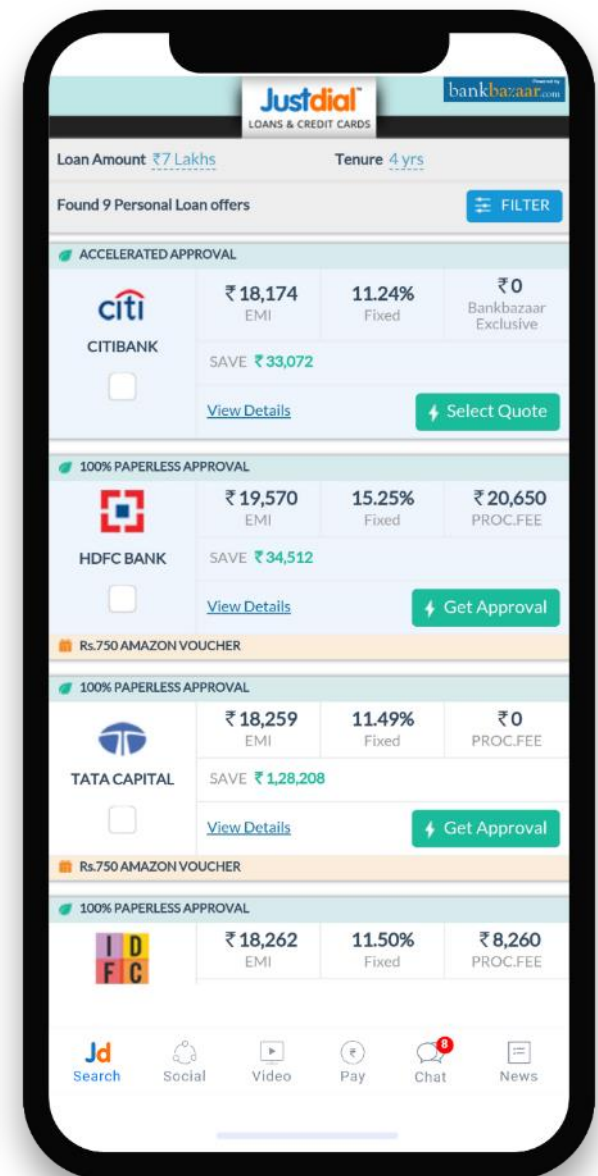 Justdial™
LOANS & CREDIT CARDS
Powered by
bankbazaar.com
Loan Amount ₹7 Lakhs Tenure 4 yrs
Found 9 Personal Loan offers FILTER
ACCELERATED APPROVAL
citi
CITIBANK
₹18,174 11.24% ₹0
EMI Fixed Bankbazaar
Exclusive
SAVE ₹33,072
View Details Select Quote
100% PAPERLESS APPROVAL
HDFC BANK
₹19,570 15.25% ₹20,650
EMI Fixed PROC.FEE
SAVE ₹34,512
View Details Get Approval
Rs.750 AMAZON VOUCHER
100% PAPERLESS APPROVAL
TATA CAPITAL
₹18,259 11.49% ₹0
EMI Fixed PROC.FEE
SAVE ₹1,28,208
View Details Get Approval
Rs.750 AMAZON VOUCHER
100% PAPERLESS APPROVAL
I D
F C
₹18,262 11.50% ₹8,260
EMI Fixed PROC.FEE
Jd ₹ 8
Search Social Video Pay Chat News